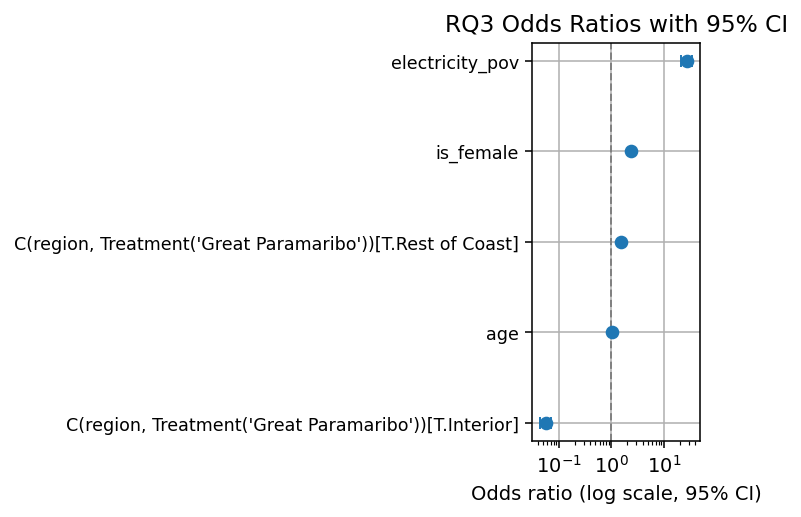 RQ3 Odds Ratios with 95% CI
electricity_pov
is_female
C(region, Treatment('Great Paramaribo'))[T.Rest of Coast]
age
C(region, Treatment('Great Paramaribo'))[T.Interior]
10⁻¹ 10⁰ 10¹
Odds ratio (log scale, 95% CI)